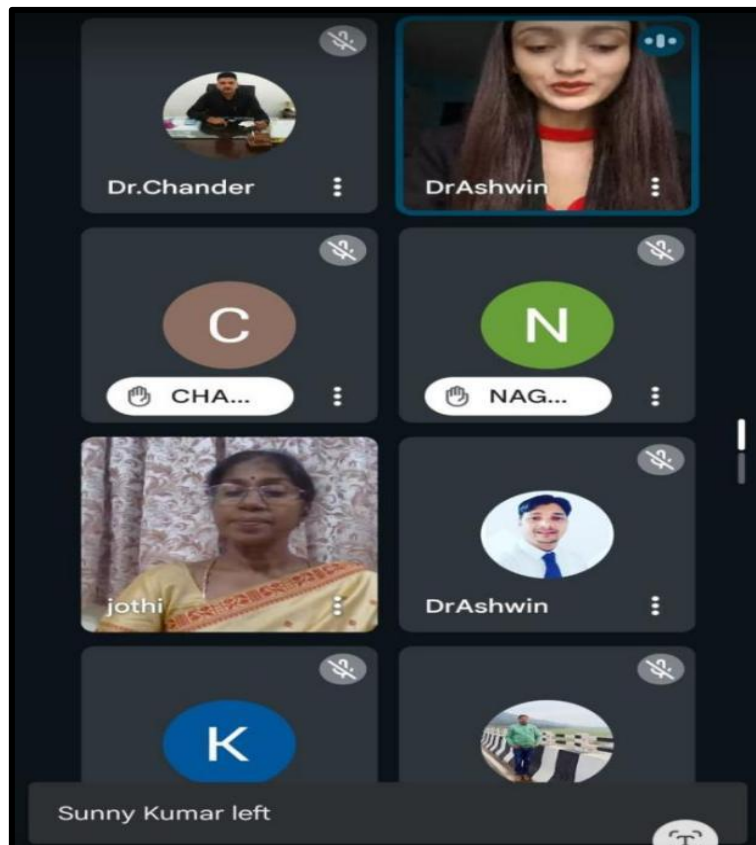 Dr.Chander
DrAshwin
C
N
CHA...
NAG...
jothi
DrAshwin
K
Sunny Kumar left
T